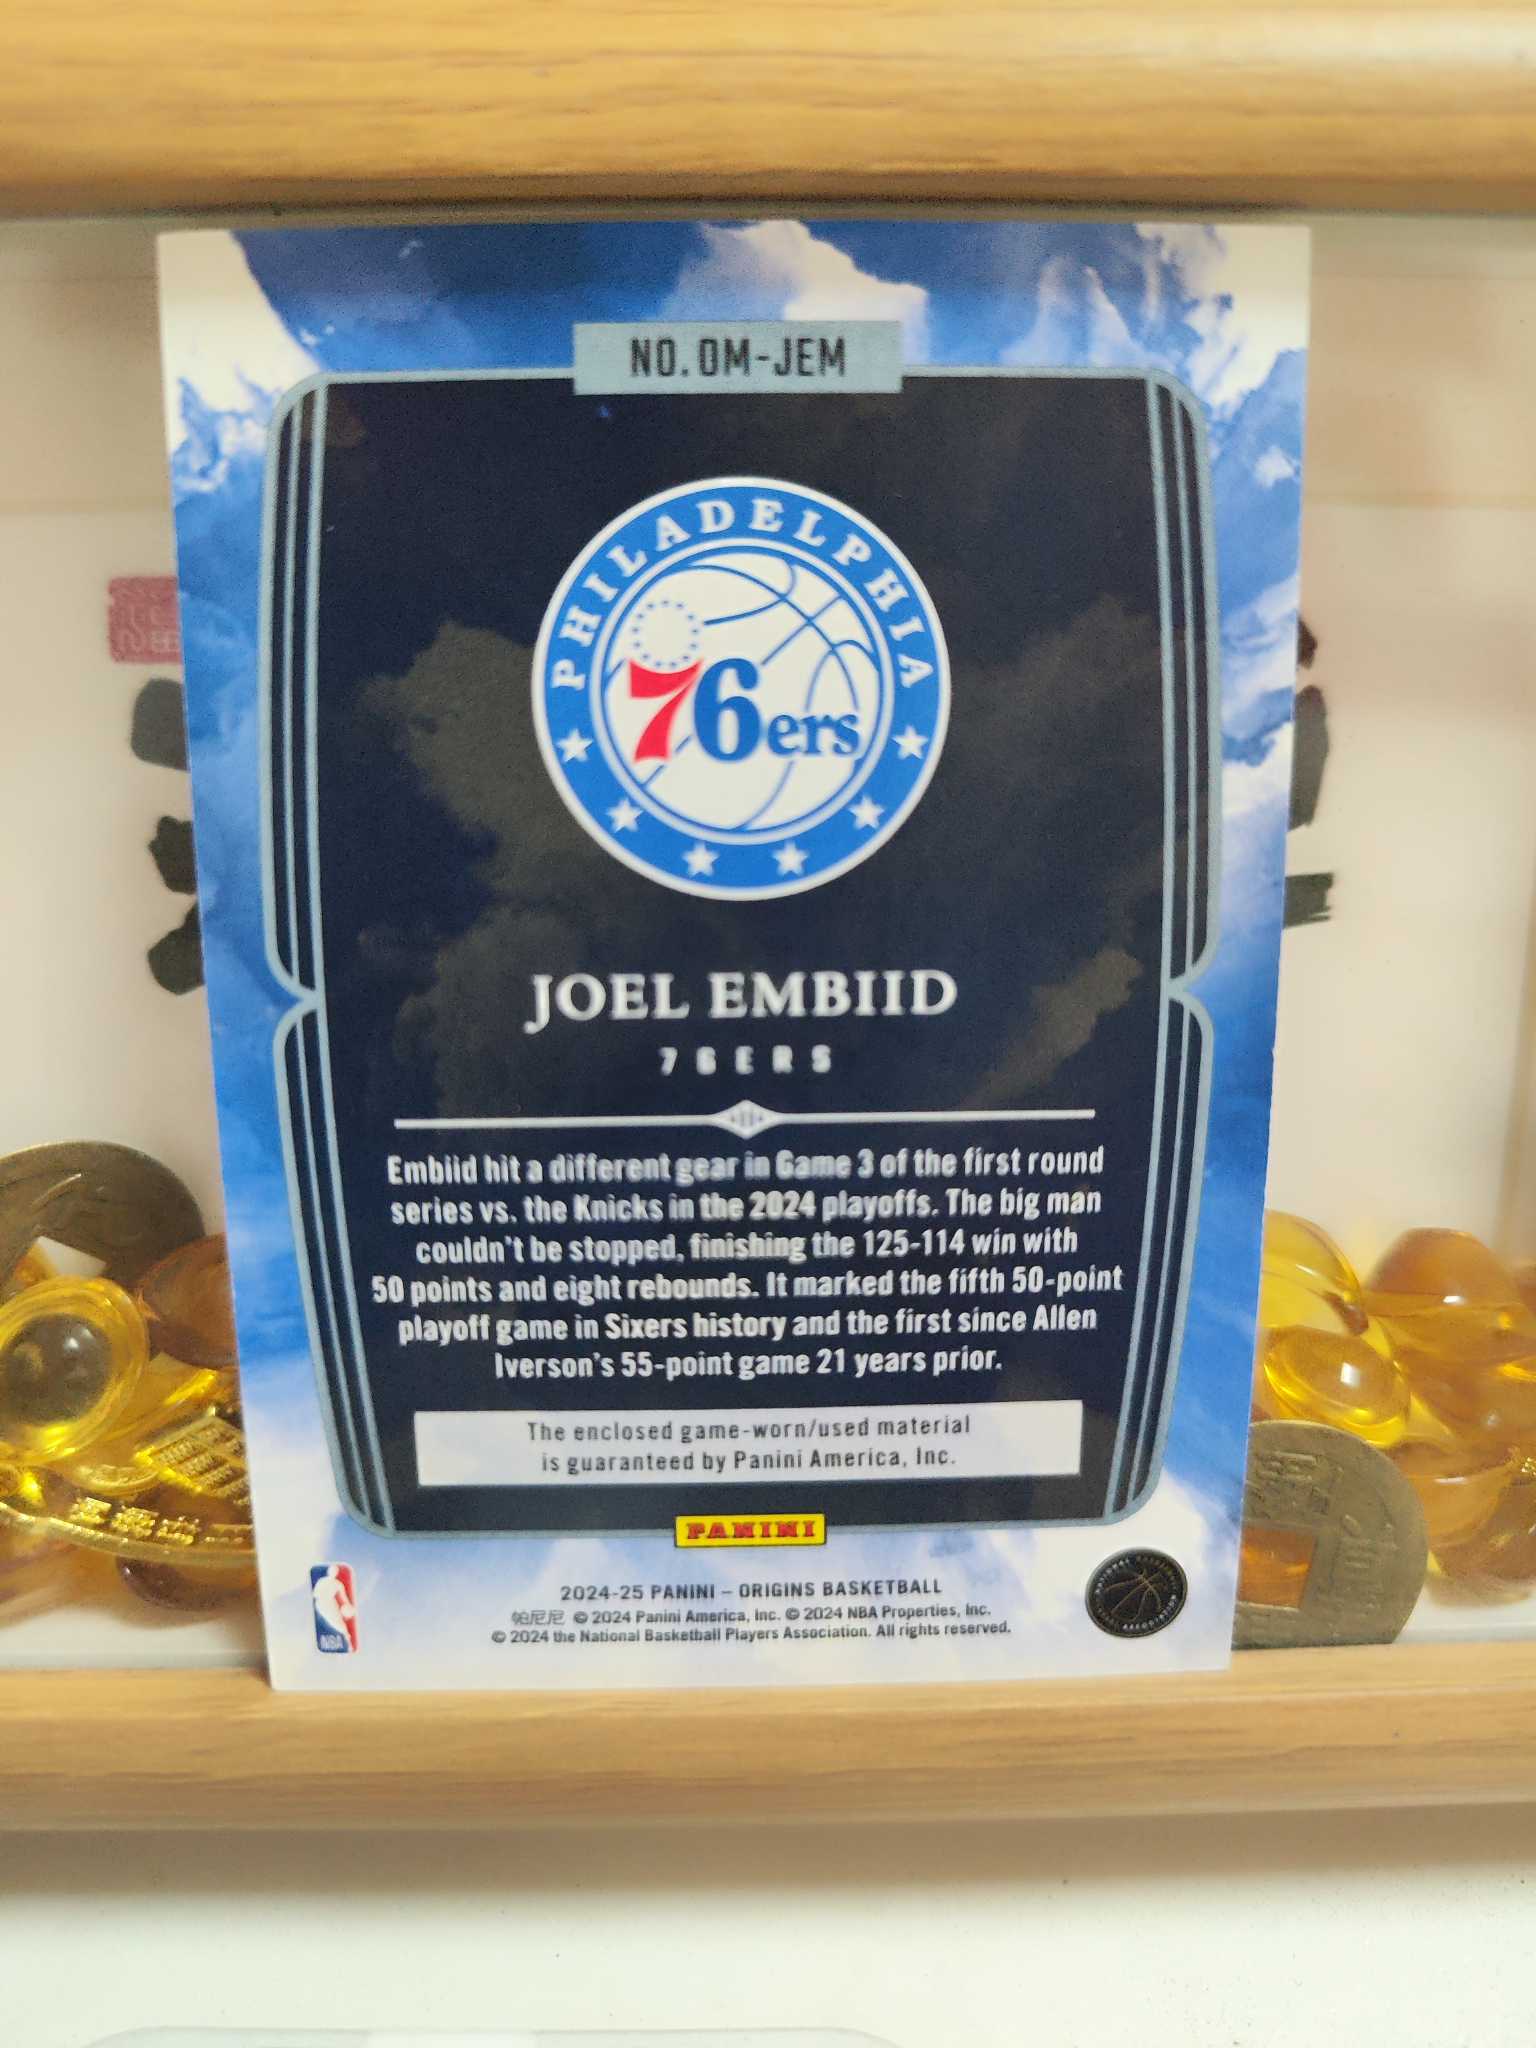 NO. OM-JEM
PHILADELPHIA
76ers
JOEL EMBIID
76ERS
Embiid hit a different gear in Game 3 of the first round
series vs. the Knicks in the 2024 playoffs. The big man
couldn't be stopped, finishing the 125-114 win with
50 points and eight rebounds. It marked the fifth 50-point
playoff game in Sixers history and the first since Allen
Iverson's 55-point game 21 years prior.
The enclosed game-worn/used material
is guaranteed by Panini America, Inc.
PANINI
NBA
2024-25 PANINI – ORIGINS BASKETBALL
帕尼尼 © 2024 Panini America, Inc. © 2024 NBA Properties, Inc.
© 2024 the National Basketball Players Association. All rights reserved.